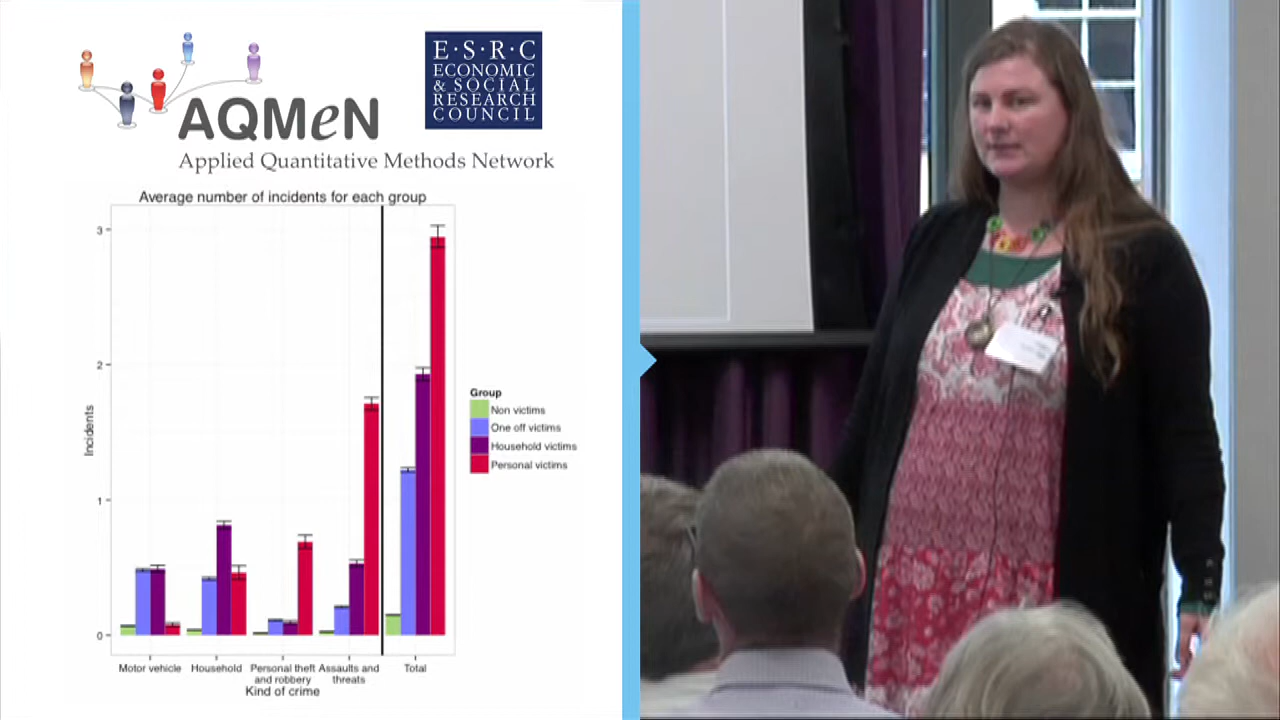 AQMeN
Applied Quantitative Methods Network
E·S·R·C
ECONOMIC
& SOCIAL
RESEARCH
COUNCIL
Average number of incidents for each group
Incidents
3
2
1
0
Motor vehicle
Household
Personal theft
and robbery
Assaults and
threats
Total
Kind of crime
Group
Non victims
One off victims
Household victims
Personal victims